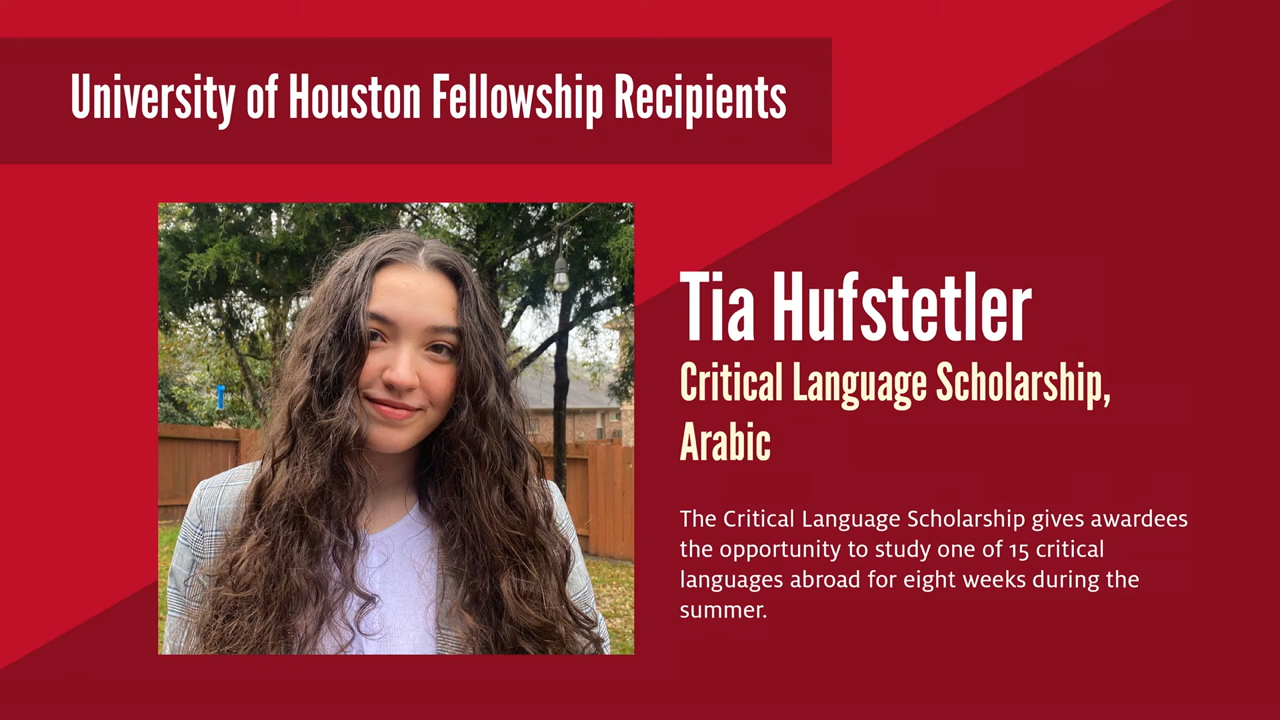 University of Houston Fellowship Recipients
Tia Hufstetler
Critical Language Scholarship,
Arabic
The Critical Language Scholarship gives awardees
the opportunity to study one of 15 critical
languages abroad for eight weeks during the
summer.